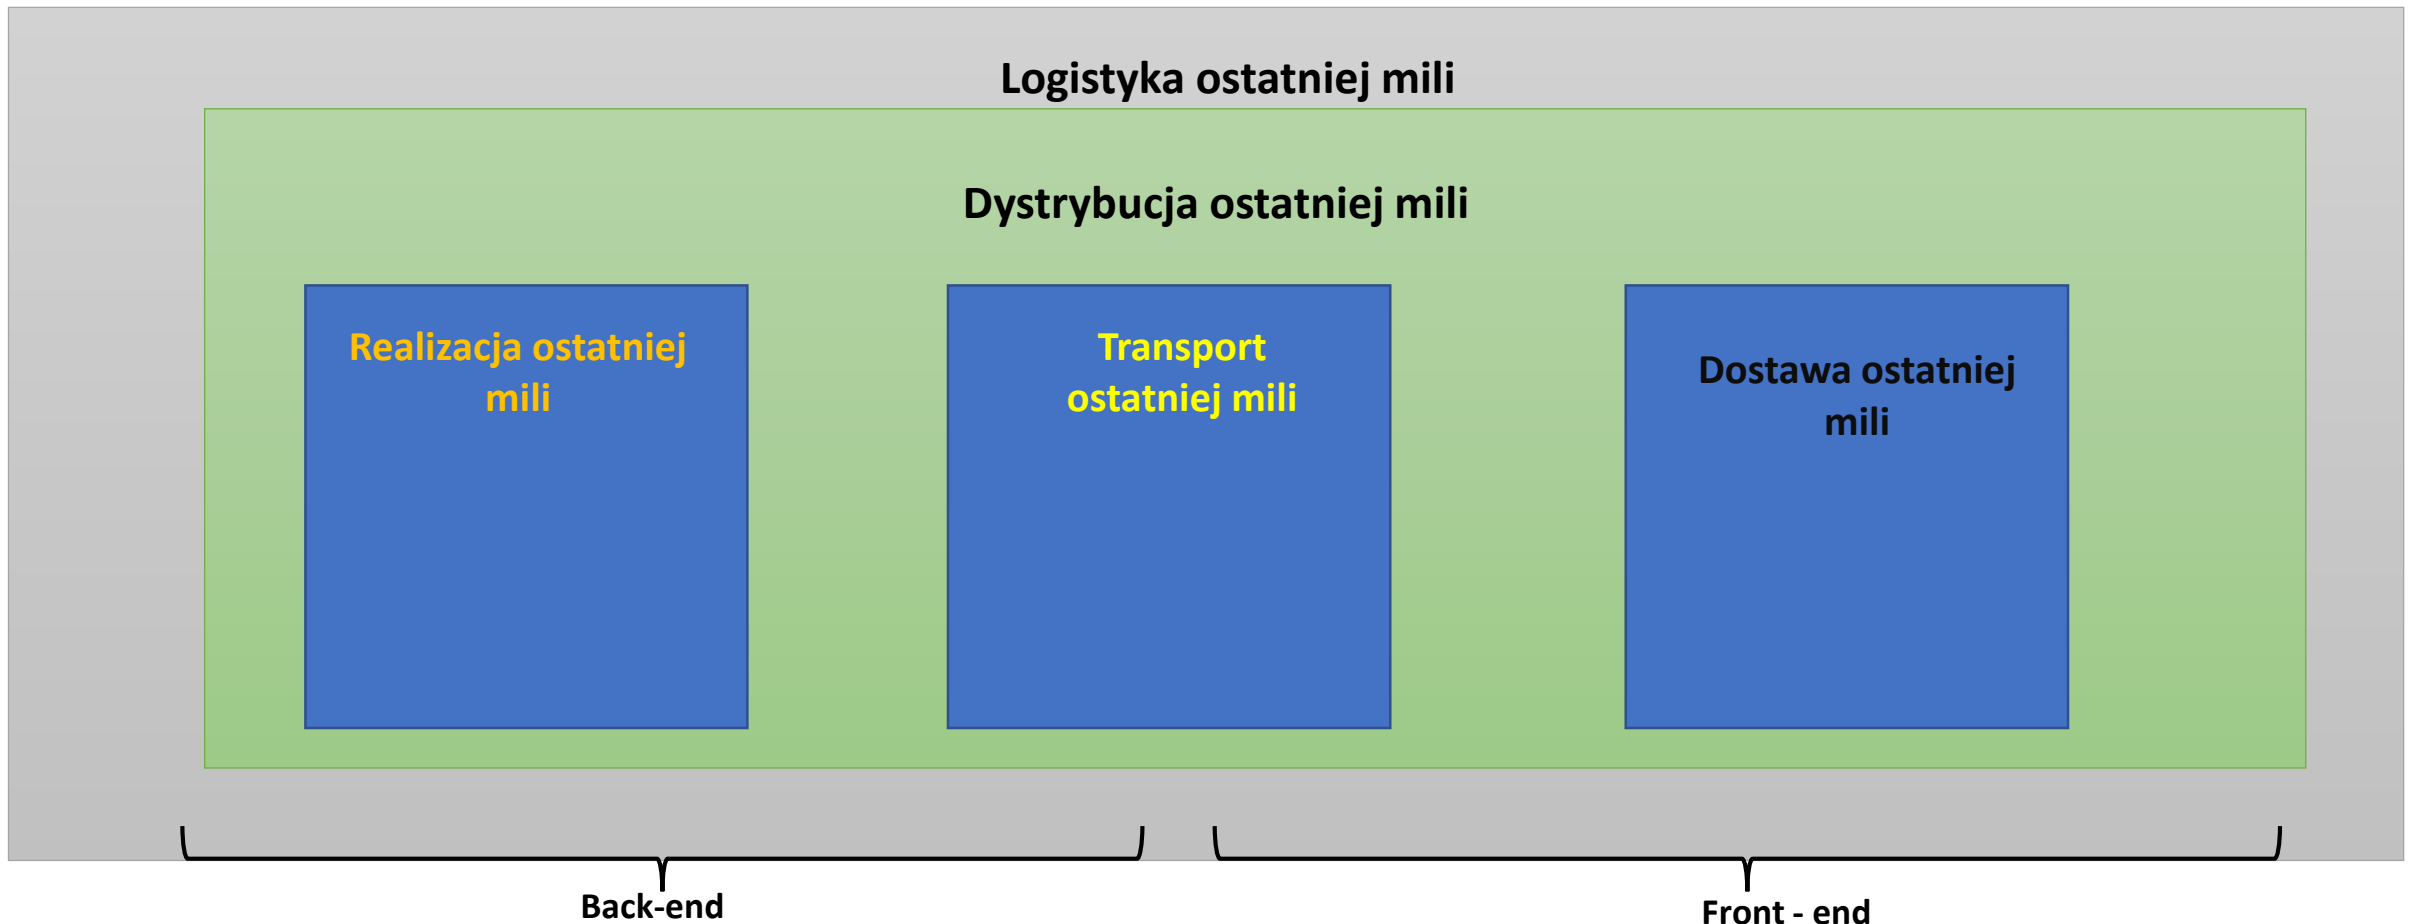 Logistyka ostatniej mili
Dystrybucja ostatniej mili
Realizacja ostatniej
mili
Transport
ostatniej mili
Dostawa ostatniej
mili
Back-end
Front - end